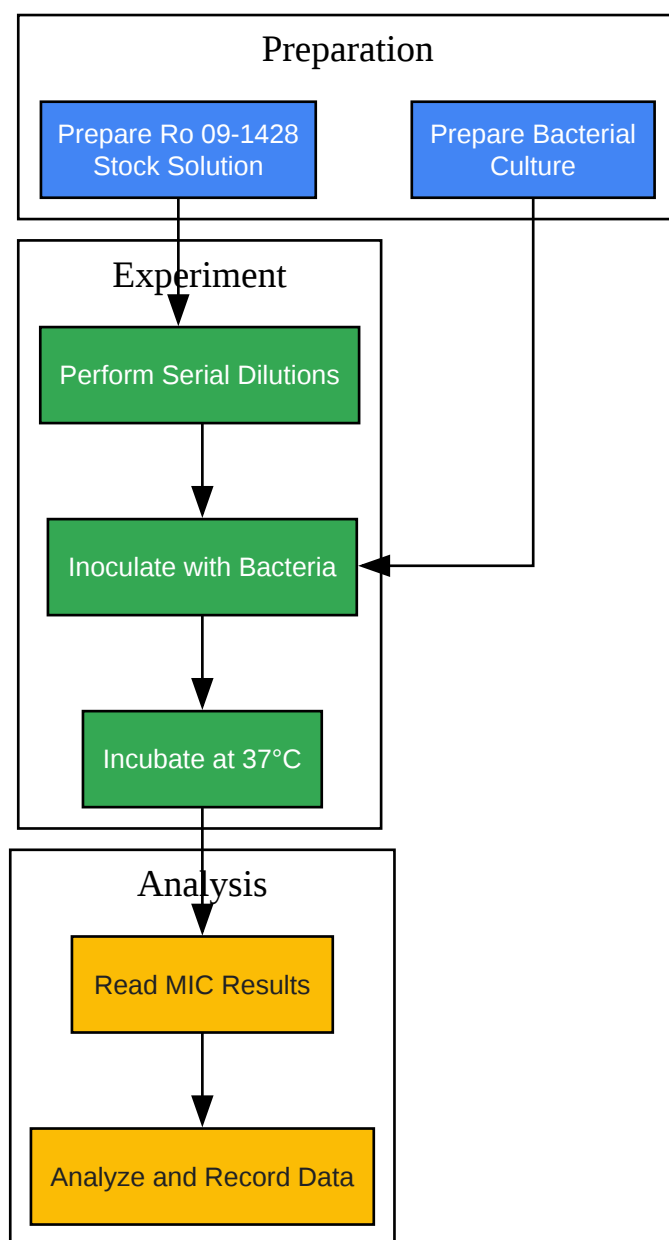 Preparation
Prepare Ro 09-1428
Stock Solution
Prepare Bacterial
Culture
Experiment
Perform Serial Dilutions
Inoculate with Bacteria
Incubate at 37°C
Analysis
Read MIC Results
Analyze and Record Data